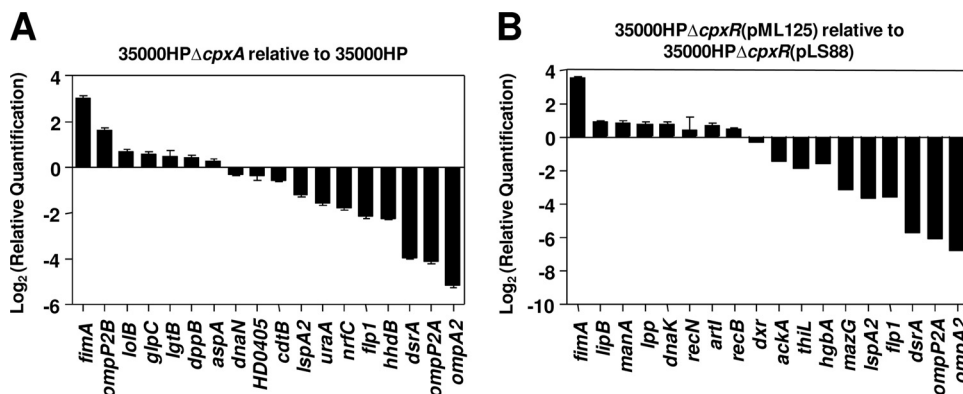 A
35000HPΔcpxA relative to 35000HP
Log2 (Relative Quantification)
4
2
0
-2
-4
-6
fimA
ompP2B
lolB
glpC
lgtB
dppB
aspA
dnaN
HD0405
cdtB
lspA2
uraA
nrfC
flp1
hhdB
dsrA
ompP2A
ompA2
B
35000HPΔcpxR(pML125) relative to
35000HPΔcpxR(pLS88)
Log2 (Relative Quantification)
4
2
0
-2
-4
-6
-8
-10
fimA
lipB
manA
lpp
dnaK
recN
artI
recB
dxr
ackA
thiL
hgbA
mazG
lspA2
flp1
dsrA
ompP2A
ompA2